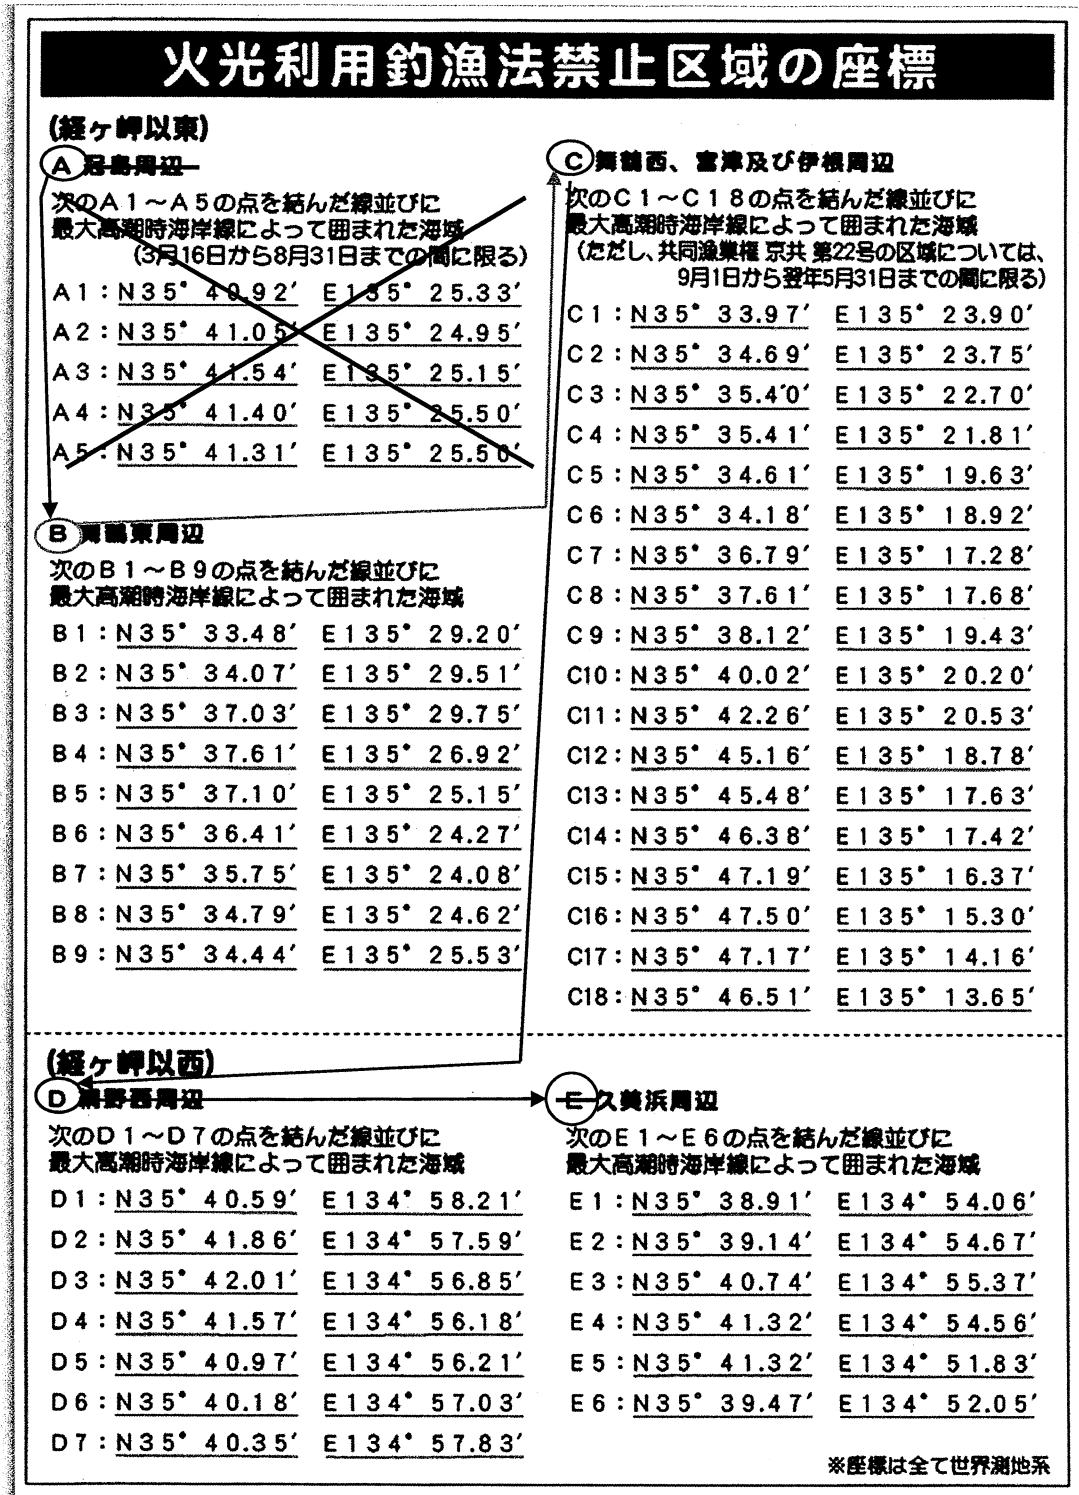 火光利用釣漁法禁止区域の座標
(経ヶ岬以東)
A 冠島周辺
次のA1～A5の点を結んだ線並びに
最大高潮時海岸線によって囲まれた海域
(3月16日から8月31日までの間に限る)
A1:N35° 40.92′ E135° 25.33′
A2:N35° 41.05′ E135° 24.95′
A3:N35° 41.54′ E135° 25.15′
A4:N35° 41.40′ E135° 25.50′
A5:N35° 41.31′ E135° 25.50′
B 舞鶴東周辺
次のB1～B9の点を結んだ線並びに
最大高潮時海岸線によって囲まれた海域
B1:N35° 33.48′ E135° 29.20′
B2:N35° 34.07′ E135° 29.51′
B3:N35° 37.03′ E135° 29.75′
B4:N35° 37.61′ E135° 26.92′
B5:N35° 37.10′ E135° 25.15′
B6:N35° 36.41′ E135° 24.27′
B7:N35° 35.75′ E135° 24.08′
B8:N35° 34.79′ E135° 24.62′
B9:N35° 34.44′ E135° 25.53′
C 舞鶴西、宮津及び伊根周辺
次のC1～C18の点を結んだ線並びに
最大高潮時海岸線によって囲まれた海域
(ただし、共同漁業権 京共 第22号の区域については、
9月1日から翌年5月31日までの間に限る)
C1:N35° 33.97′ E135° 23.90′
C2:N35° 34.69′ E135° 23.75′
C3:N35° 35.40′ E135° 22.70′
C4:N35° 35.41′ E135° 21.81′
C5:N35° 34.61′ E135° 19.63′
C6:N35° 34.18′ E135° 18.92′
C7:N35° 36.79′ E135° 17.28′
C8:N35° 37.61′ E135° 17.68′
C9:N35° 38.12′ E135° 19.43′
C10:N35° 40.02′ E135° 20.20′
C11:N35° 42.26′ E135° 20.53′
C12:N35° 45.16′ E135° 18.78′
C13:N35° 45.48′ E135° 17.63′
C14:N35° 46.38′ E135° 17.42′
C15:N35° 47.19′ E135° 16.37′
C16:N35° 47.50′ E135° 15.30′
C17:N35° 47.17′ E135° 14.16′
C18:N35° 46.51′ E135° 13.65′
(経ヶ岬以西)
D 網野西周辺
次のD1～D7の点を結んだ線並びに
最大高潮時海岸線によって囲まれた海域
D1:N35° 40.59′ E134° 58.21′
D2:N35° 41.86′ E134° 57.59′
D3:N35° 42.01′ E134° 56.85′
D4:N35° 41.57′ E134° 56.18′
D5:N35° 40.97′ E134° 56.21′
D6:N35° 40.18′ E134° 57.03′
D7:N35° 40.35′ E134° 57.83′
E 久美浜周辺
次のE1～E6の点を結んだ線並びに
最大高潮時海岸線によって囲まれた海域
E1:N35° 38.91′ E134° 54.06′
E2:N35° 39.14′ E134° 54.67′
E3:N35° 40.74′ E134° 55.37′
E4:N35° 41.32′ E134° 54.56′
E5:N35° 41.32′ E134° 51.83′
E6:N35° 39.47′ E134° 52.05′
※座標は全て世界測地系